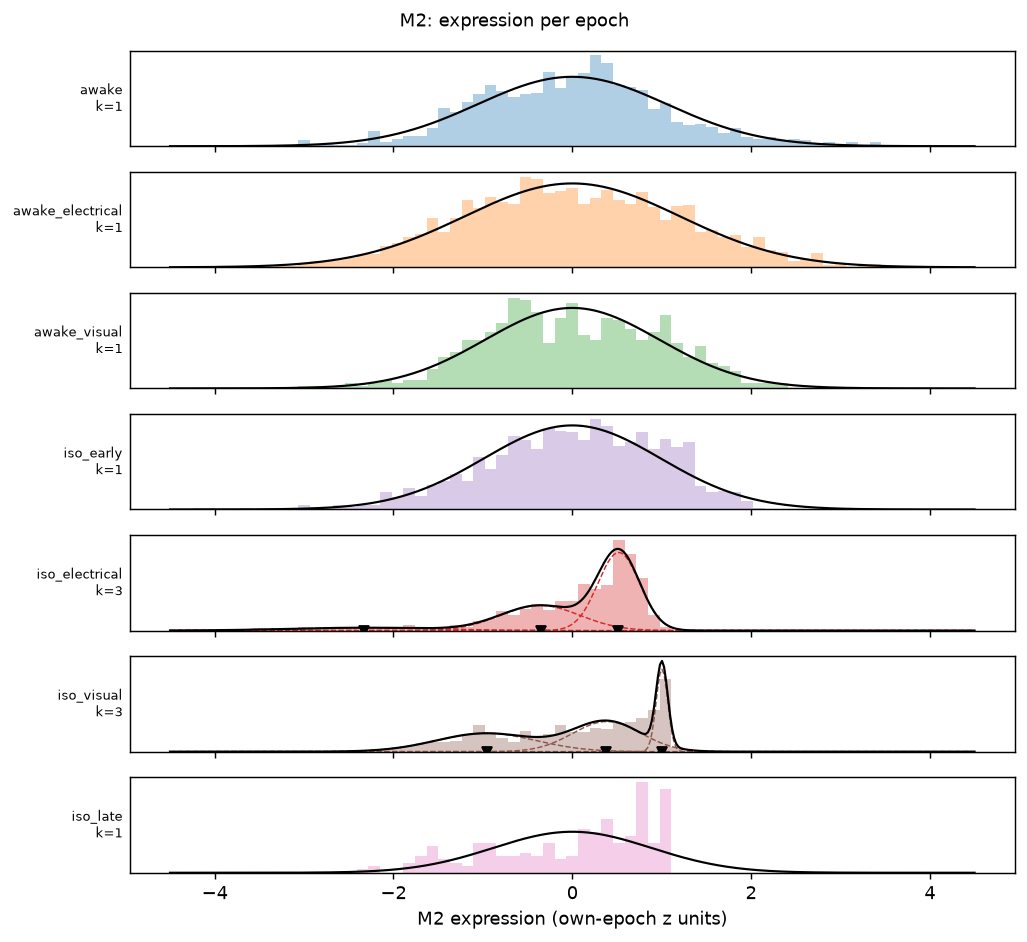 M2: expression per epoch
awake
k=1
awake_electrical
k=1
awake_visual
k=1
iso_early
k=1
iso_electrical
k=3
iso_visual
k=3
iso_late
k=1
−4 −2 0 2 4
M2 expression (own-epoch z units)